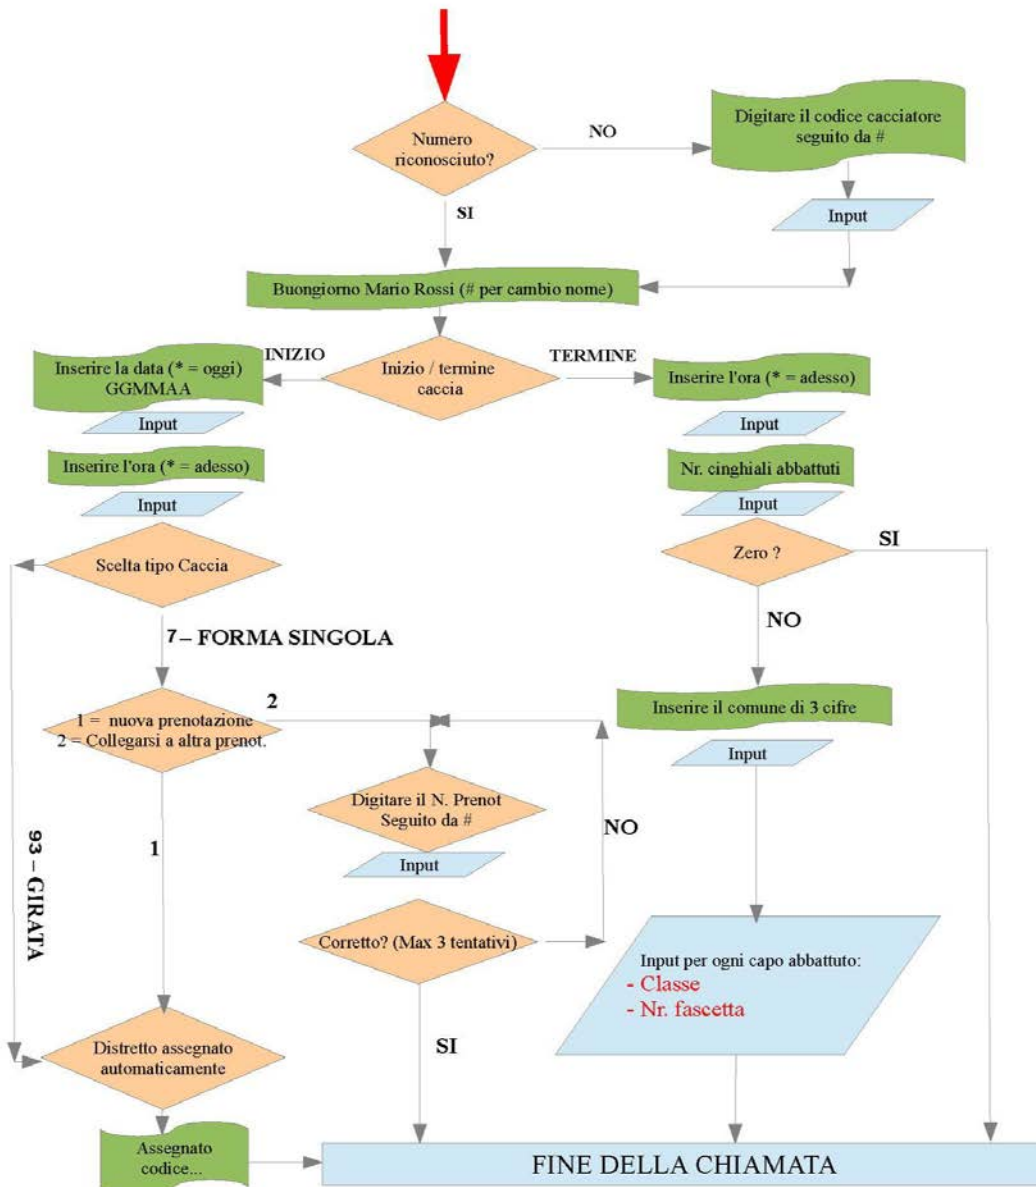 Numero
riconosciuto?
NO
Digitare il codice cacciatore
seguito da #
Input
SI
Buongiorno Mario Rossi (# per cambio nome)
INIZIO
Inizio / termine
caccia
TERMINE
Inserire la data (* = oggi)
GGMMAA
Input
Inserire l'ora (* = adesso)
Input
Scelta tipo Caccia
Inserire l'ora (* = adesso)
Input
Nr. cinghiali abbattuti
Input
Zero ?
SI
NO
7 – FORMA SINGOLA
1 = nuova prenotazione
2 = Collegarsi a altra prenot.
2
Digitare il N. Prenot
Seguito da #
Input
NO
Corretto? (Max 3 tentativi)
SI
Inserire il comune di 3 cifre
Input
Input per ogni capo abbattuto:
- Classe
- Nr. fascetta
1
93 – GIRATA
Distretto assegnato
automaticamente
Assegnato
codice...
FINE DELLA CHIAMATA